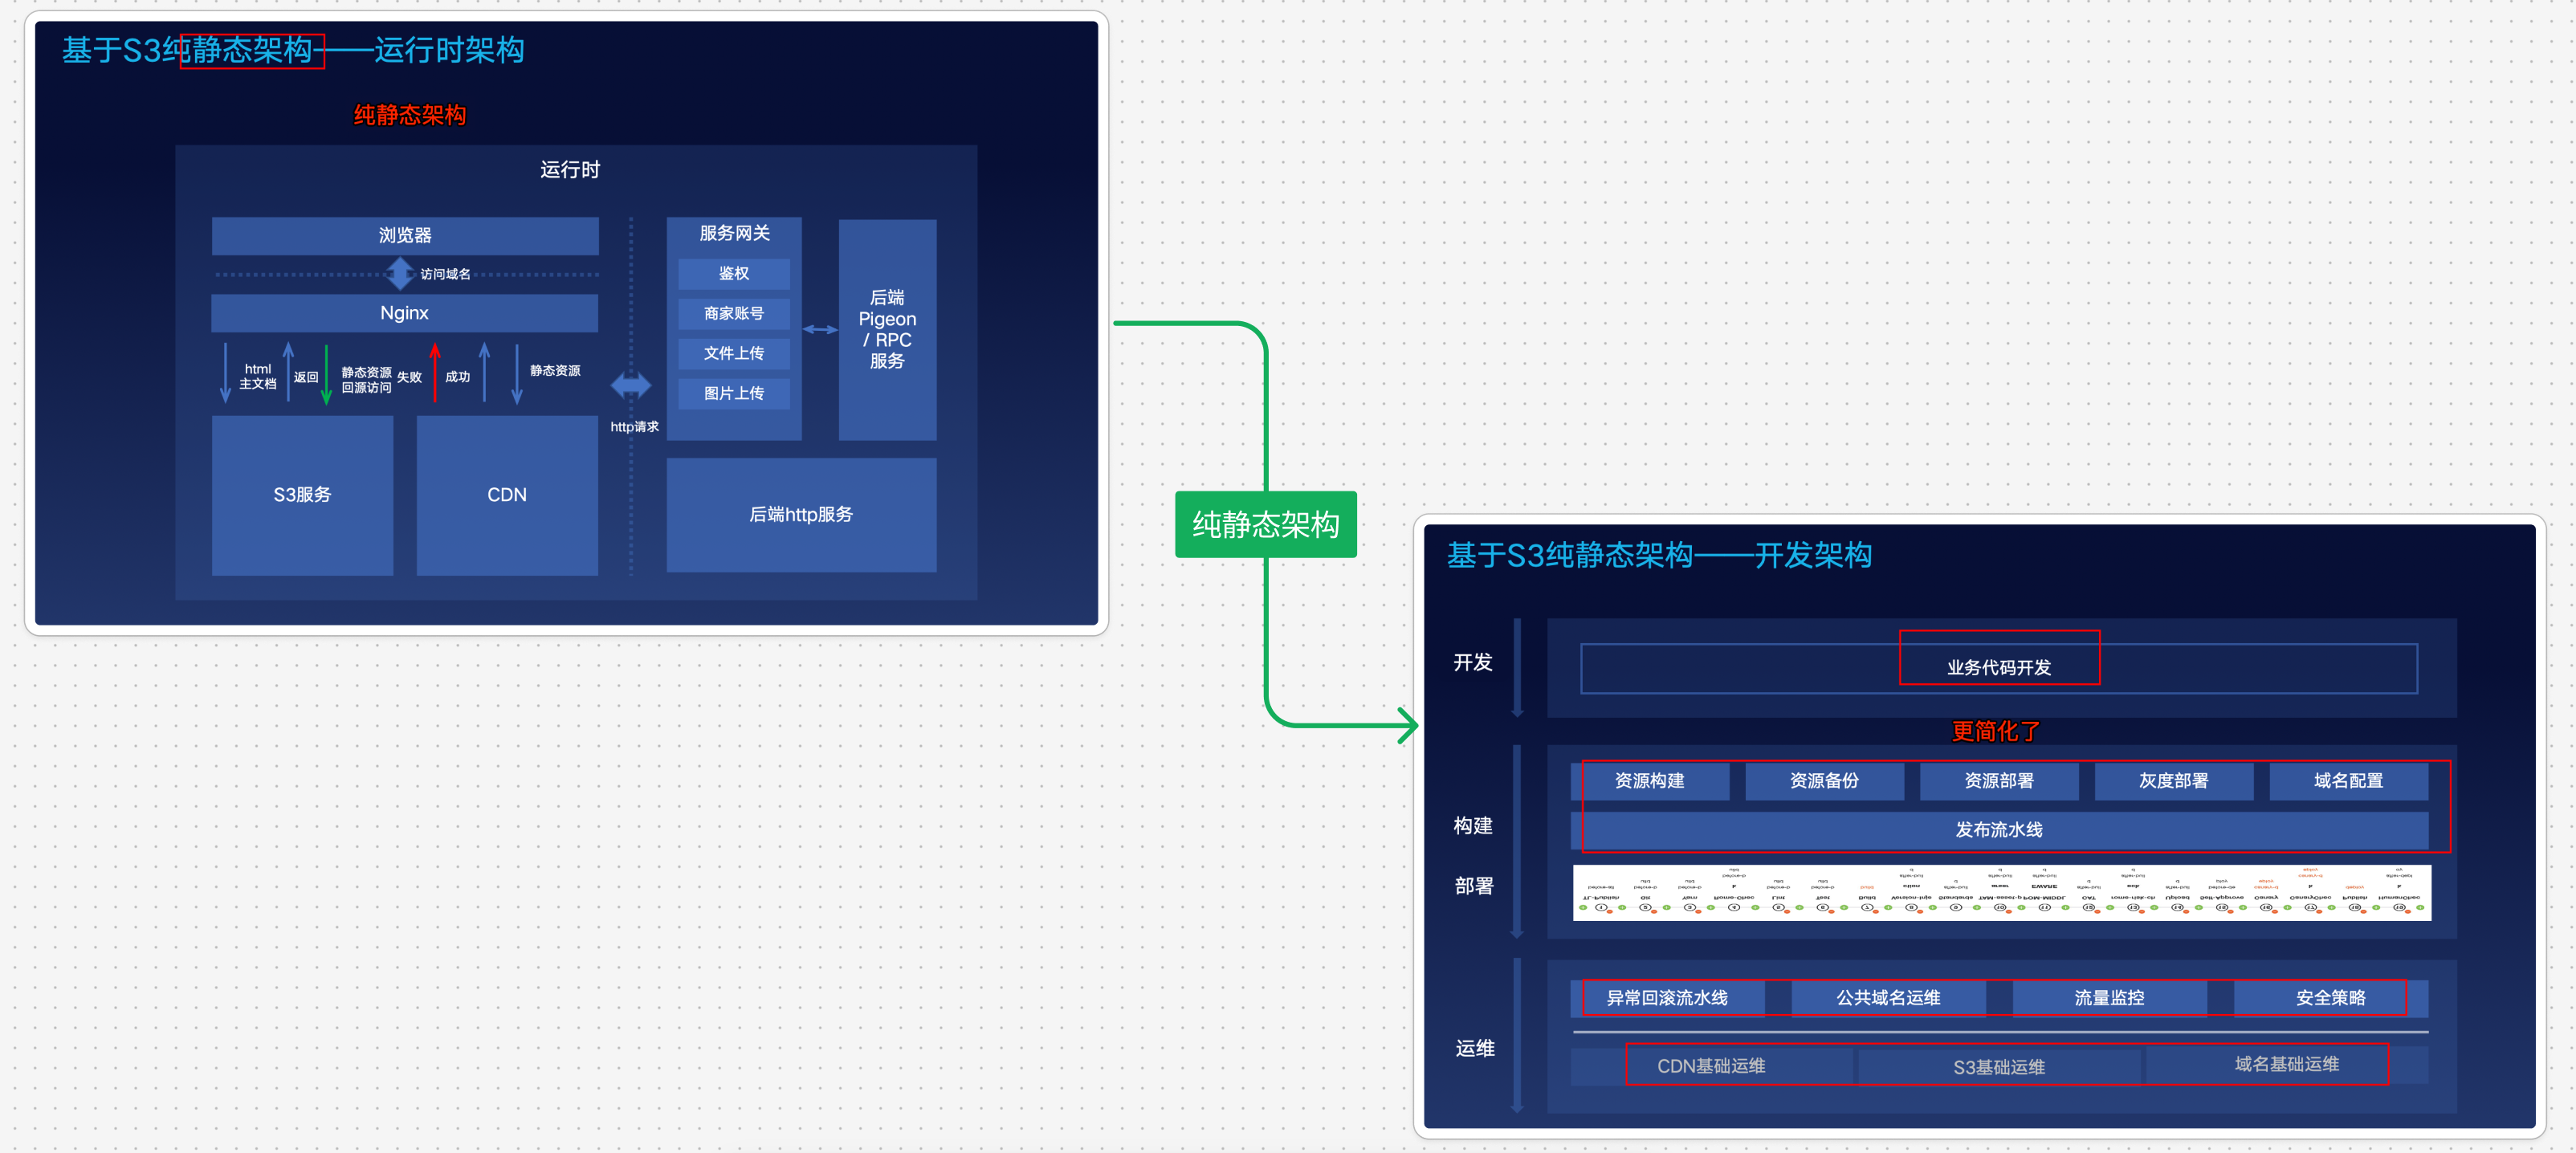 基于S3纯静态架构——运行时架构
纯静态架构
运行时
浏览器
访问域名
Nginx
html
主文档
返回
静态资源
回源访问
失败
成功
静态资源
S3服务
CDN
http请求
服务网关
鉴权
商家账号
文件上传
图片上传
后端
Pigeon
/ RPC
服务
后端http服务
纯静态架构
基于S3纯静态架构——开发架构
开发
业务代码开发
更简化了
构建
部署
资源构建
资源备份
资源部署
灰度部署
域名配置
发布流水线
运维
异常回滚流水线
公共域名运维
流量监控
安全策略
CDN基础运维
S3基础运维
域名基础运维